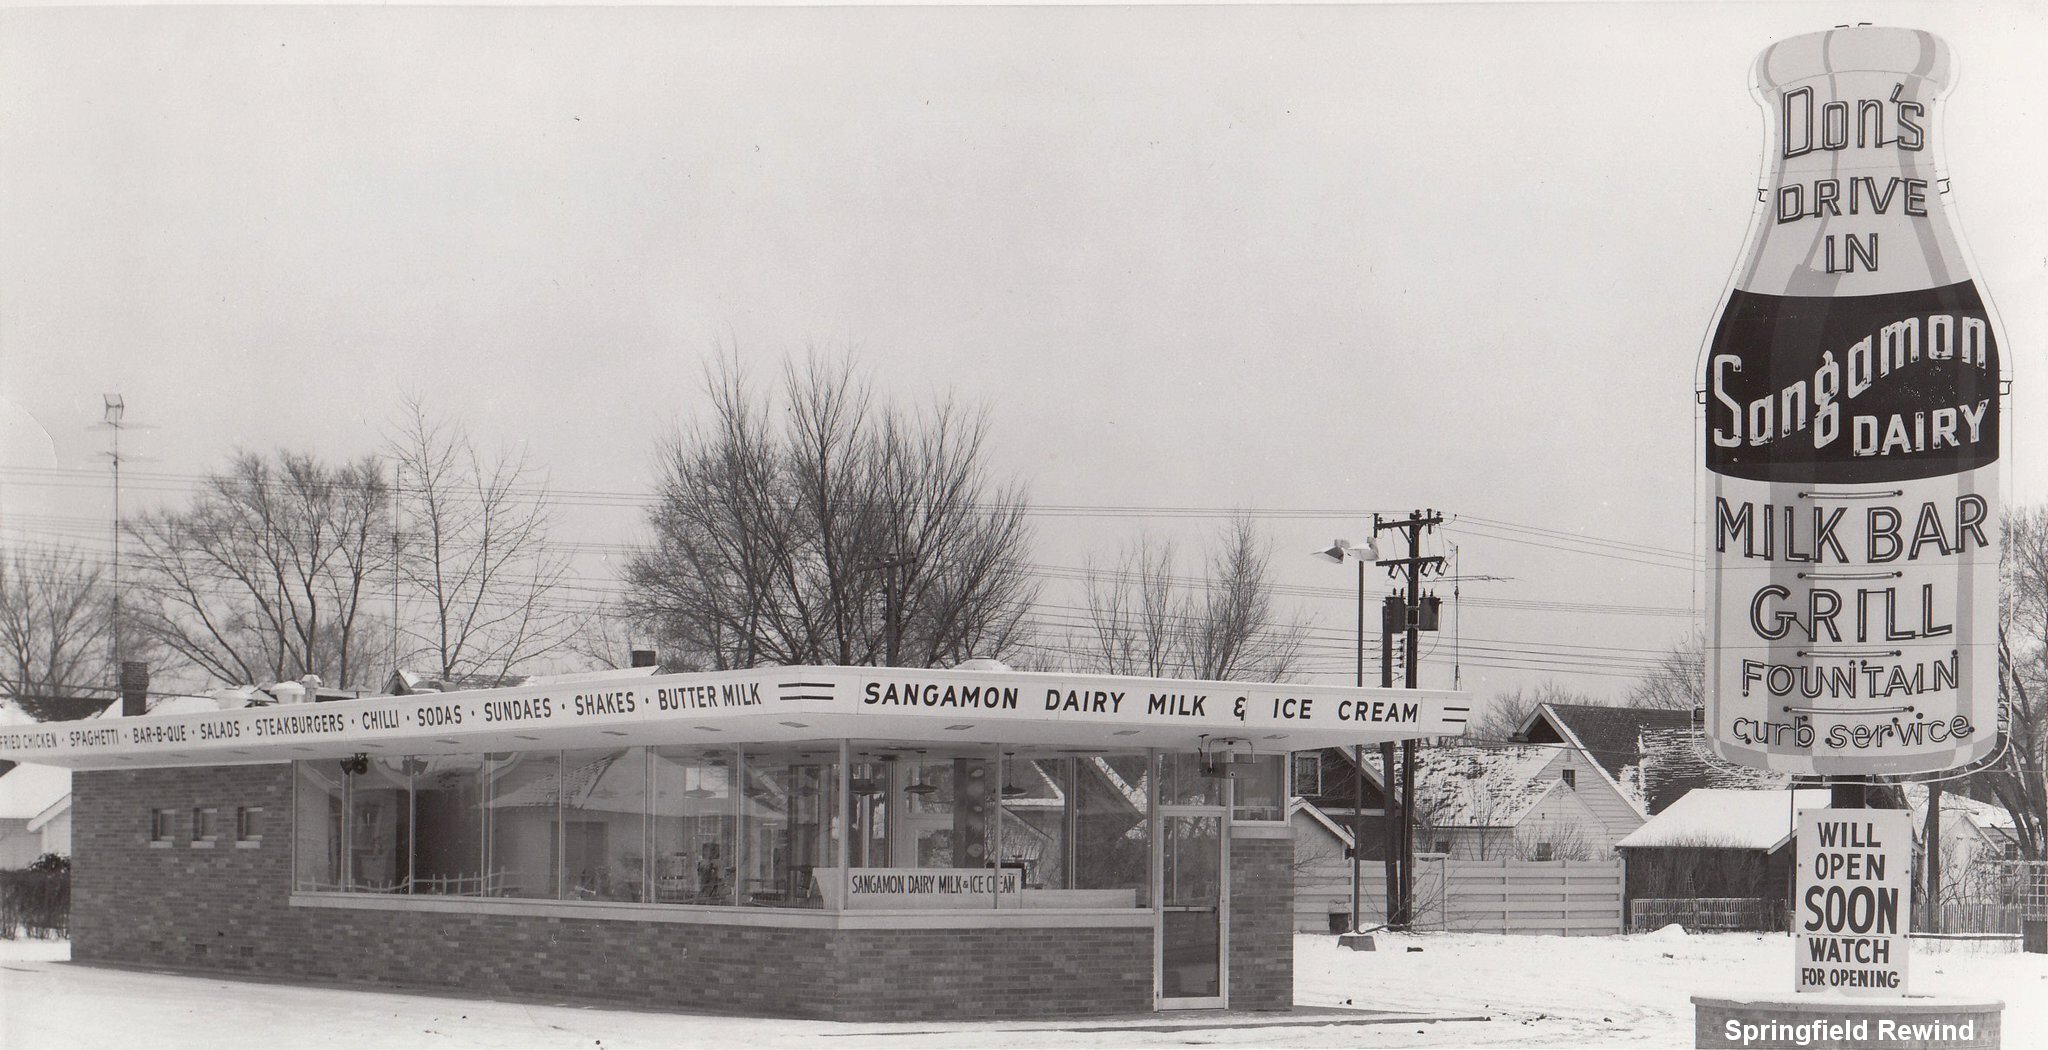 FRIED CHICKEN · SPAGHETTI · BAR-B-QUE · SALADS · STEAKBURGERS · CHILLI · SODAS · SUNDAES · SHAKES · BUTTER MILK
SANGAMON DAIRY MILK & ICE CREAM
SANGAMON DAIRY MILK & ICE CREAM
Don's
DRIVE
IN
Sangamon
DAIRY
MILK BAR
GRILL
FOUNTAIN
curb service
WILL
OPEN
SOON
WATCH
FOR OPENING
Springfield Rewind